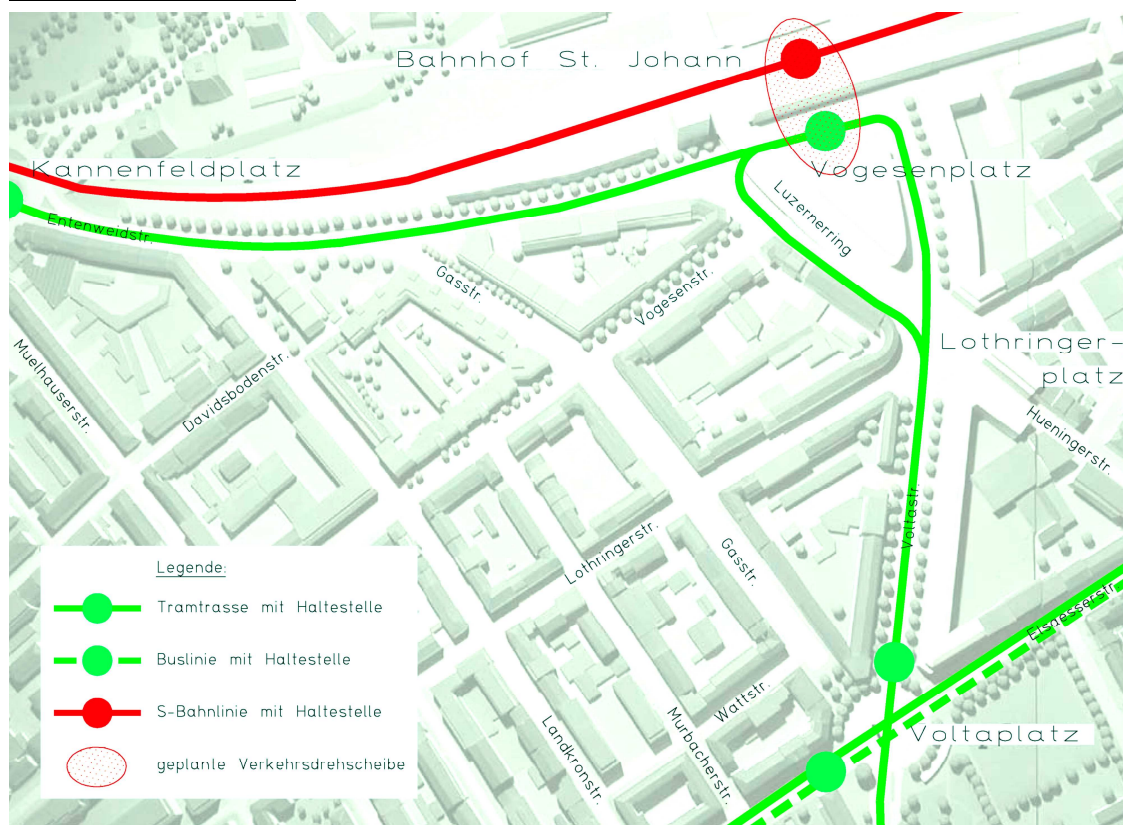 Bahnhof St. Johann
Kannenfeldplatz
Vogesenplatz
Luzernerring
Entenweidstr.
Gasstr.
Vogesenstr.
Lothringer-
platz
Muelhauserstr.
Davidsbodenstr.
Hueningerstr.
Voltastr.
Lothringerstr.
Gasstr.
Elsaesserstr.
Legende:
Tramtrasse mit Haltestelle
Buslinie mit Haltestelle
S-Bahnlinie mit Haltestelle
geplante Verkehrsdrehscheibe
Wattstr.
Landkronstr.
Murbacherstr.
Voltaplatz